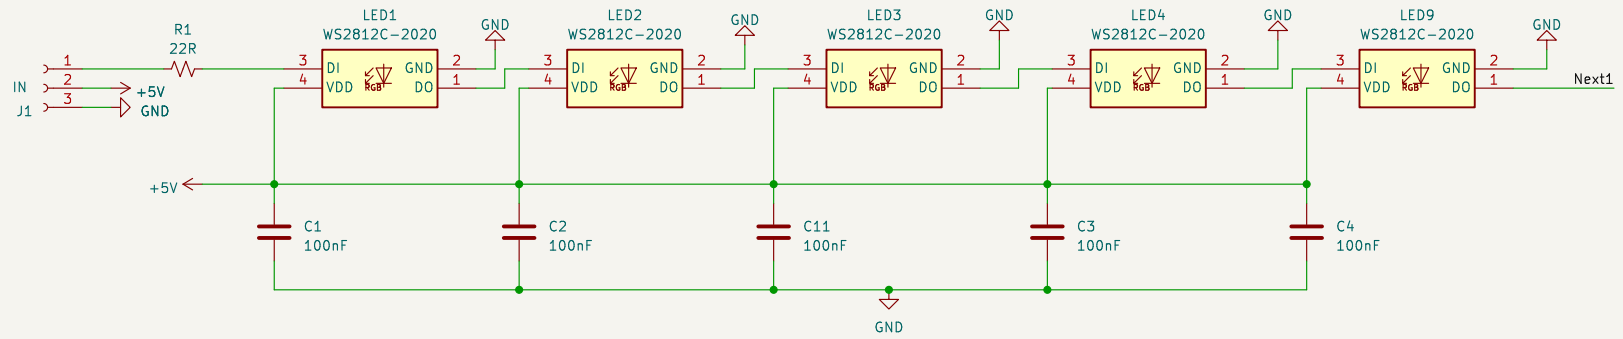 LED1
WS2812C-2020
LED2
WS2812C-2020
LED3
WS2812C-2020
LED4
WS2812C-2020
LED9
WS2812C-2020
R1
22R
GND
GND
GND
GND
GND
IN
J1
1
2
3
+5V
GND
3
4
DI
VDD
RGB
GND
DO
2
1
3
4
DI
VDD
RGB
GND
DO
2
1
3
4
DI
VDD
RGB
GND
DO
2
1
3
4
DI
VDD
RGB
GND
DO
2
1
3
4
DI
VDD
RGB
GND
DO
2
1
Next1
+5V
C1
100nF
C2
100nF
C11
100nF
C3
100nF
C4
100nF
GND